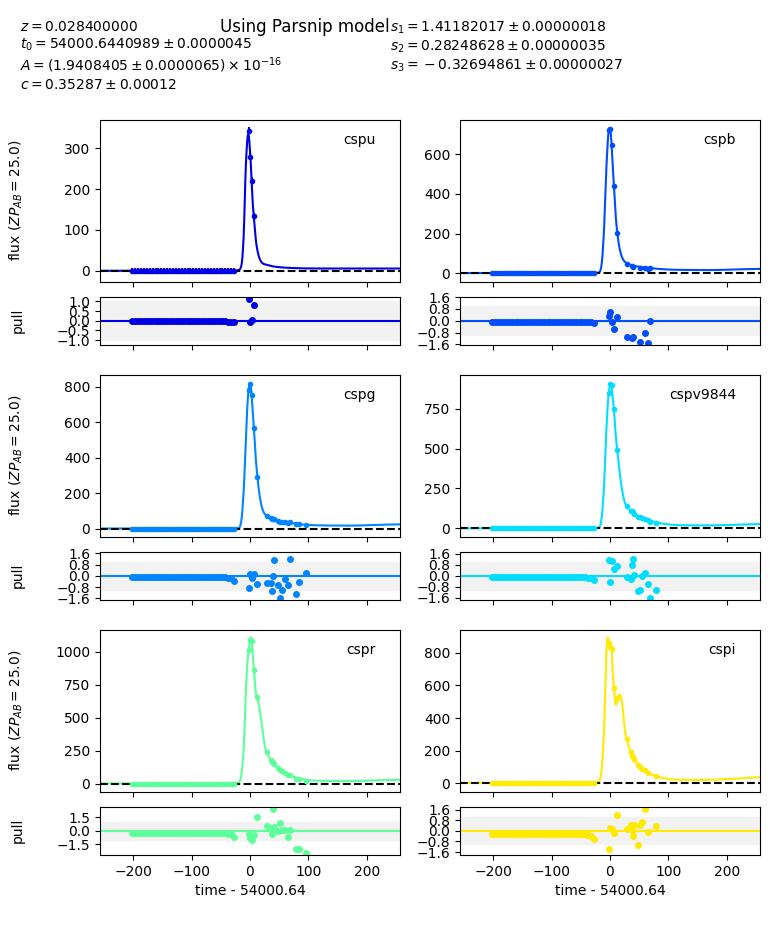 Using Parsnip model
z = 0.028400000
t₀ = 54000.6440989 ± 0.0000045
A = (1.9408405 ± 0.0000065) × 10⁻¹⁶
c = 0.35287 ± 0.00012
s₁ = 1.41182017 ± 0.00000018
s₂ = 0.28248628 ± 0.00000035
s₃ = −0.32694861 ± 0.00000027
flux (ZP_AB = 25.0)
300
200
100
0
cspu
600
400
200
0
cspb
pull
1.0
0.5
0.0
−0.5
−1.0
1.6
0.8
0.0
−0.8
−1.6
flux (ZP_AB = 25.0)
800
600
400
200
0
cspg
750
500
250
0
cspv9844
pull
1.6
0.8
0.0
−0.8
−1.6
1.6
0.8
0.0
−0.8
−1.6
flux (ZP_AB = 25.0)
1000
750
500
250
0
cspr
800
600
400
200
0
cspi
pull
1.5
0.0
−1.5
1.6
0.8
0.0
−0.8
−1.6
−200 −100 0 100 200
time - 54000.64
−200 −100 0 100 200
time - 54000.64